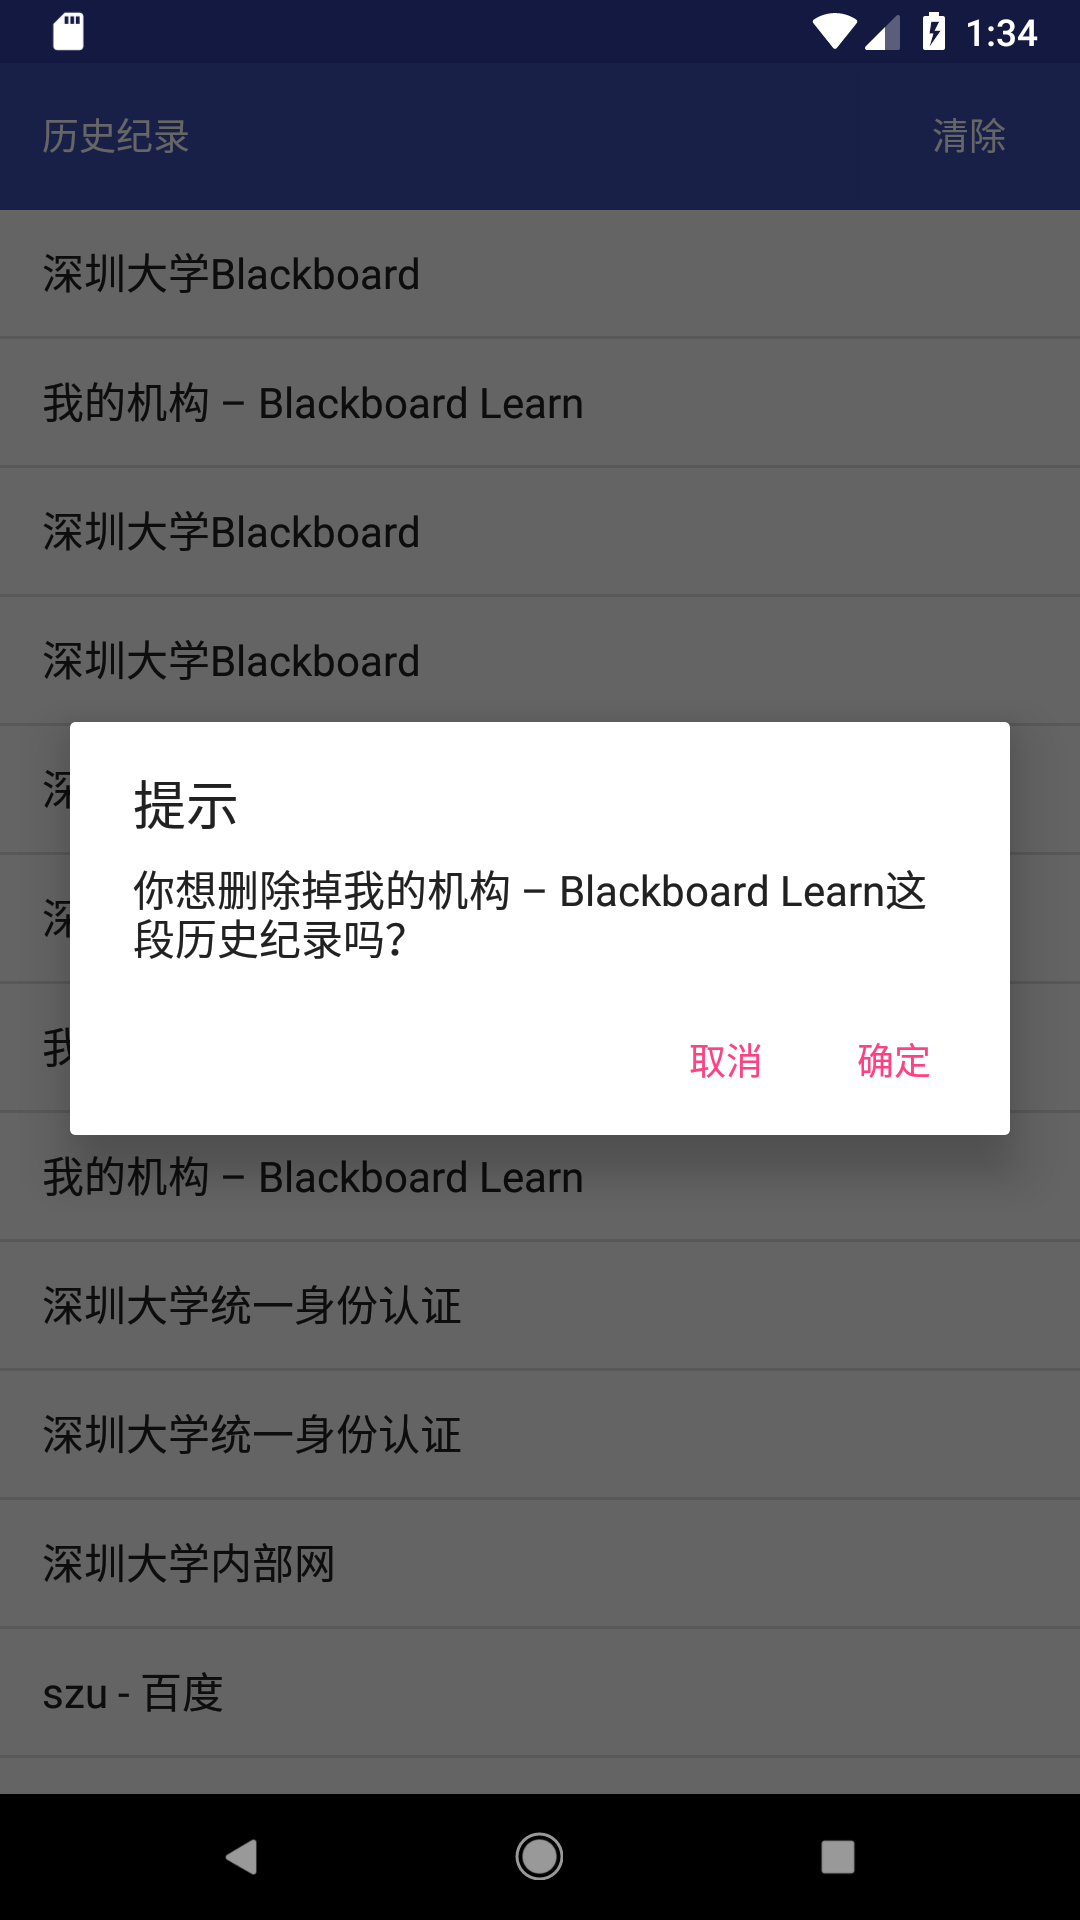 1:34
历史纪录
清除
深圳大学Blackboard
我的机构 – Blackboard Learn
深圳大学Blackboard
深圳大学Blackboard
深
深
我
提示
你想删除掉我的机构 – Blackboard Learn这
段历史纪录吗?
取消
确定
我的机构 – Blackboard Learn
深圳大学统一身份认证
深圳大学统一身份认证
深圳大学内部网
szu - 百度